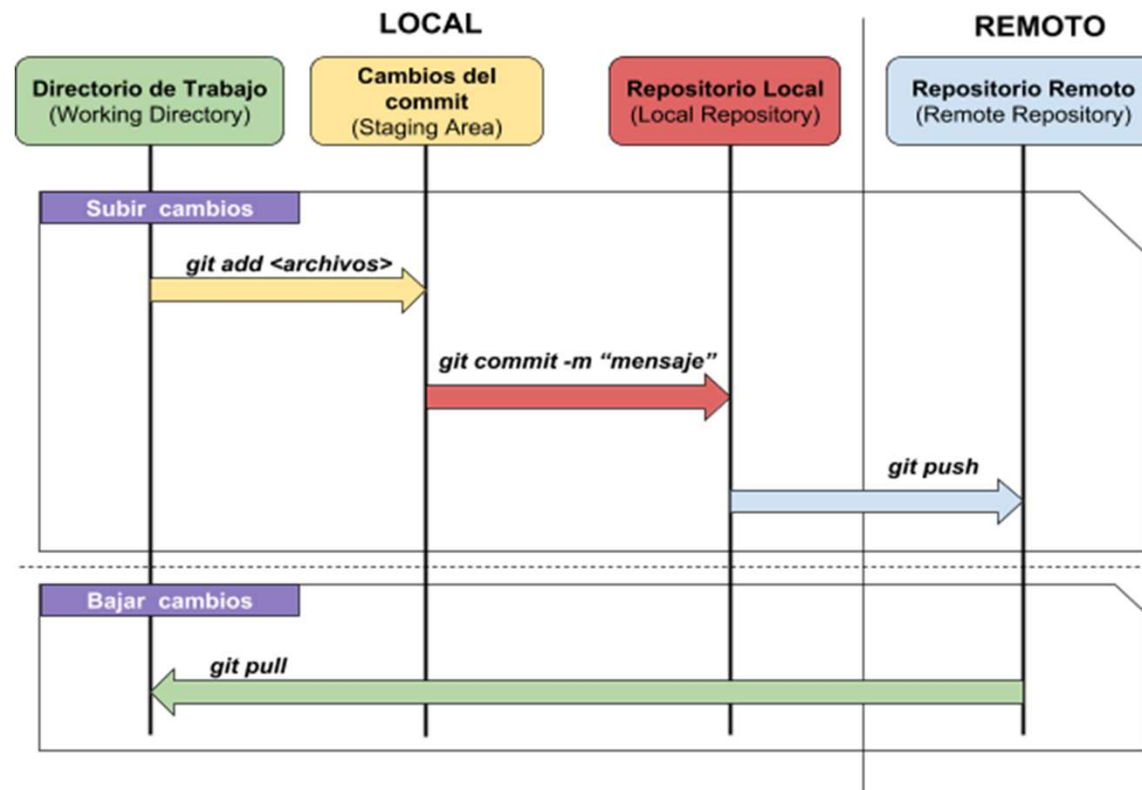 LOCAL
REMOTO
Directorio de Trabajo
(Working Directory)
Cambios del
commit
(Staging Area)
Repositorio Local
(Local Repository)
Repositorio Remoto
(Remote Repository)
Subir cambios
git add <archivos>
git commit -m “mensaje”
git push
Bajar cambios
git pull